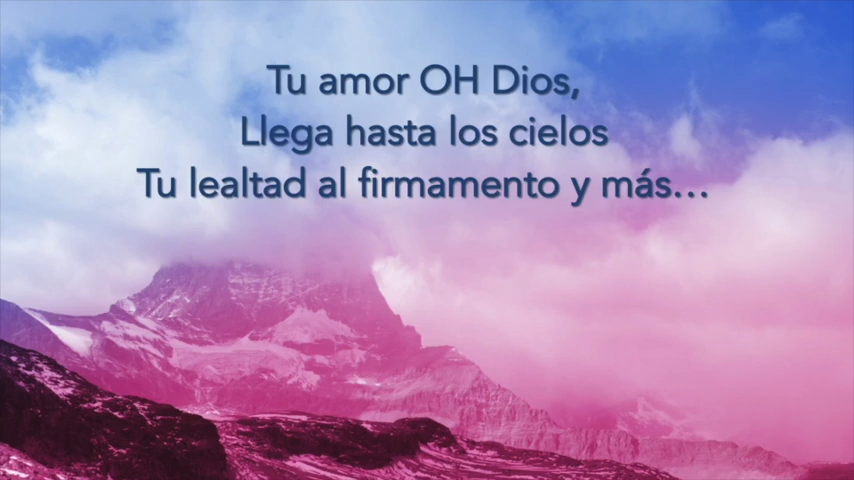 Tu amor OH Dios,
Llega hasta los cielos
Tu lealtad al firmamento y más...